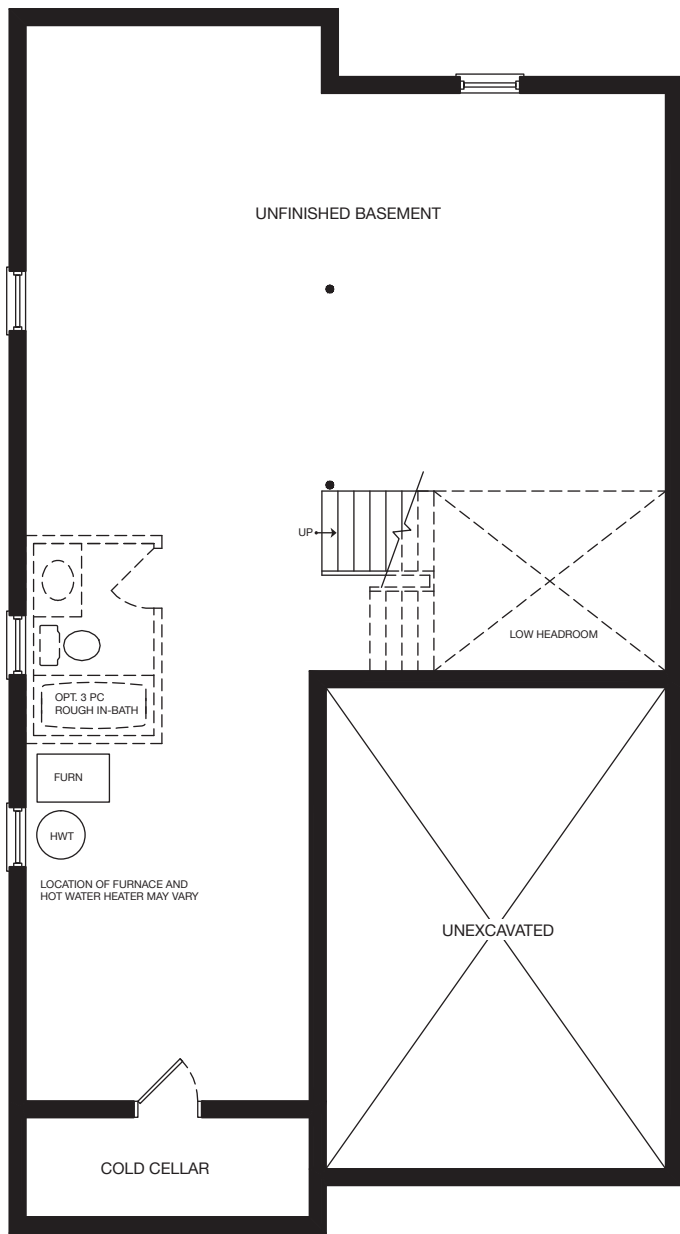 UNFINISHED BASEMENT
UP
LOW HEADROOM
OPT. 3 PC
ROUGH IN-BATH
FURN
HWT
LOCATION OF FURNACE AND
HOT WATER HEATER MAY VARY
UNEXCAVATED
COLD CELLAR